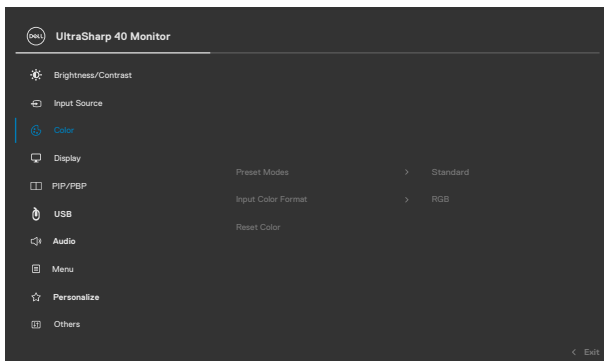 DELL UltraSharp 40 Monitor
Brightness/Contrast
Input Source
Color
Display
Preset Modes > Standard
PIP/PBP
Input Color Format > RGB
USB
Reset Color
Audio
Menu
Personalize
Others
< Exit